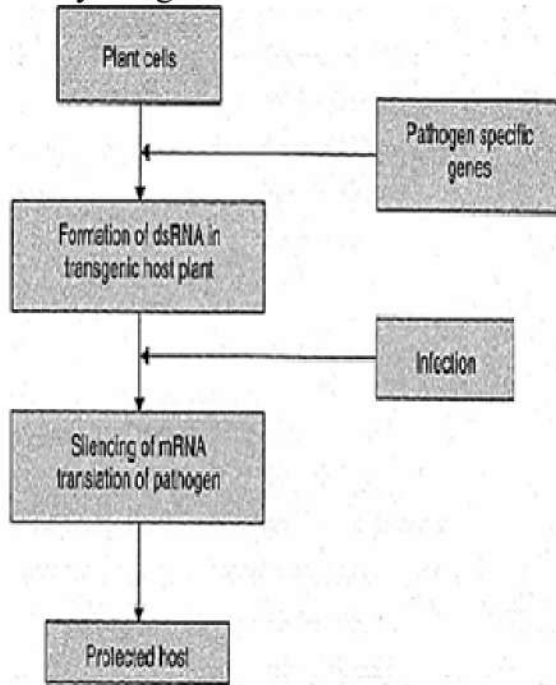 Plant cells
Pathogen specific
genes
Formation of dsRNA in
transgenic host plant
Infection
Silencing of mRNA
translation of pathogen
Protected host